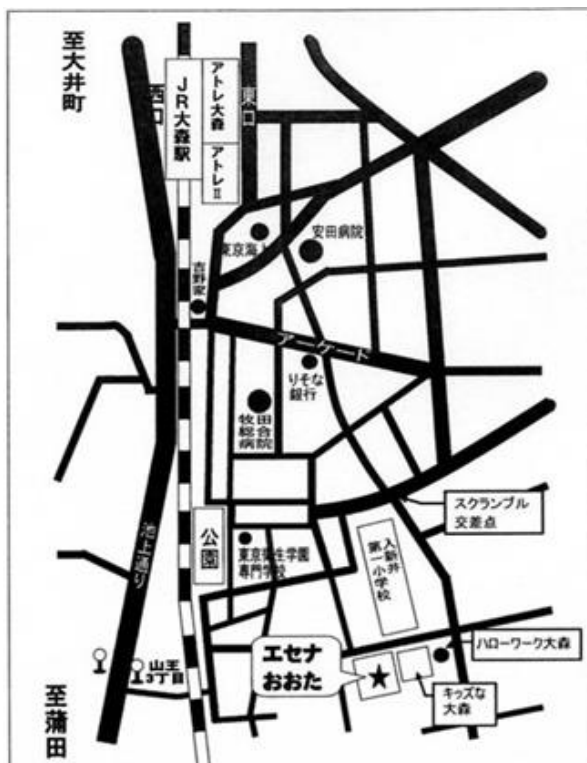 至大井町
西口
JR大森駅
アトレ大森
アトレⅡ
東口
東京海上
安田病院
吉野家
アーケード
りそな
銀行
牧田
総合
病院
スクランブル
交差点
公園
池上通り
東京衛生学園
専門学校
入新井
第一小学校
ハローワーク大森
エセナ
おおた
キッズな
大森
山王
3丁目
至蒲田